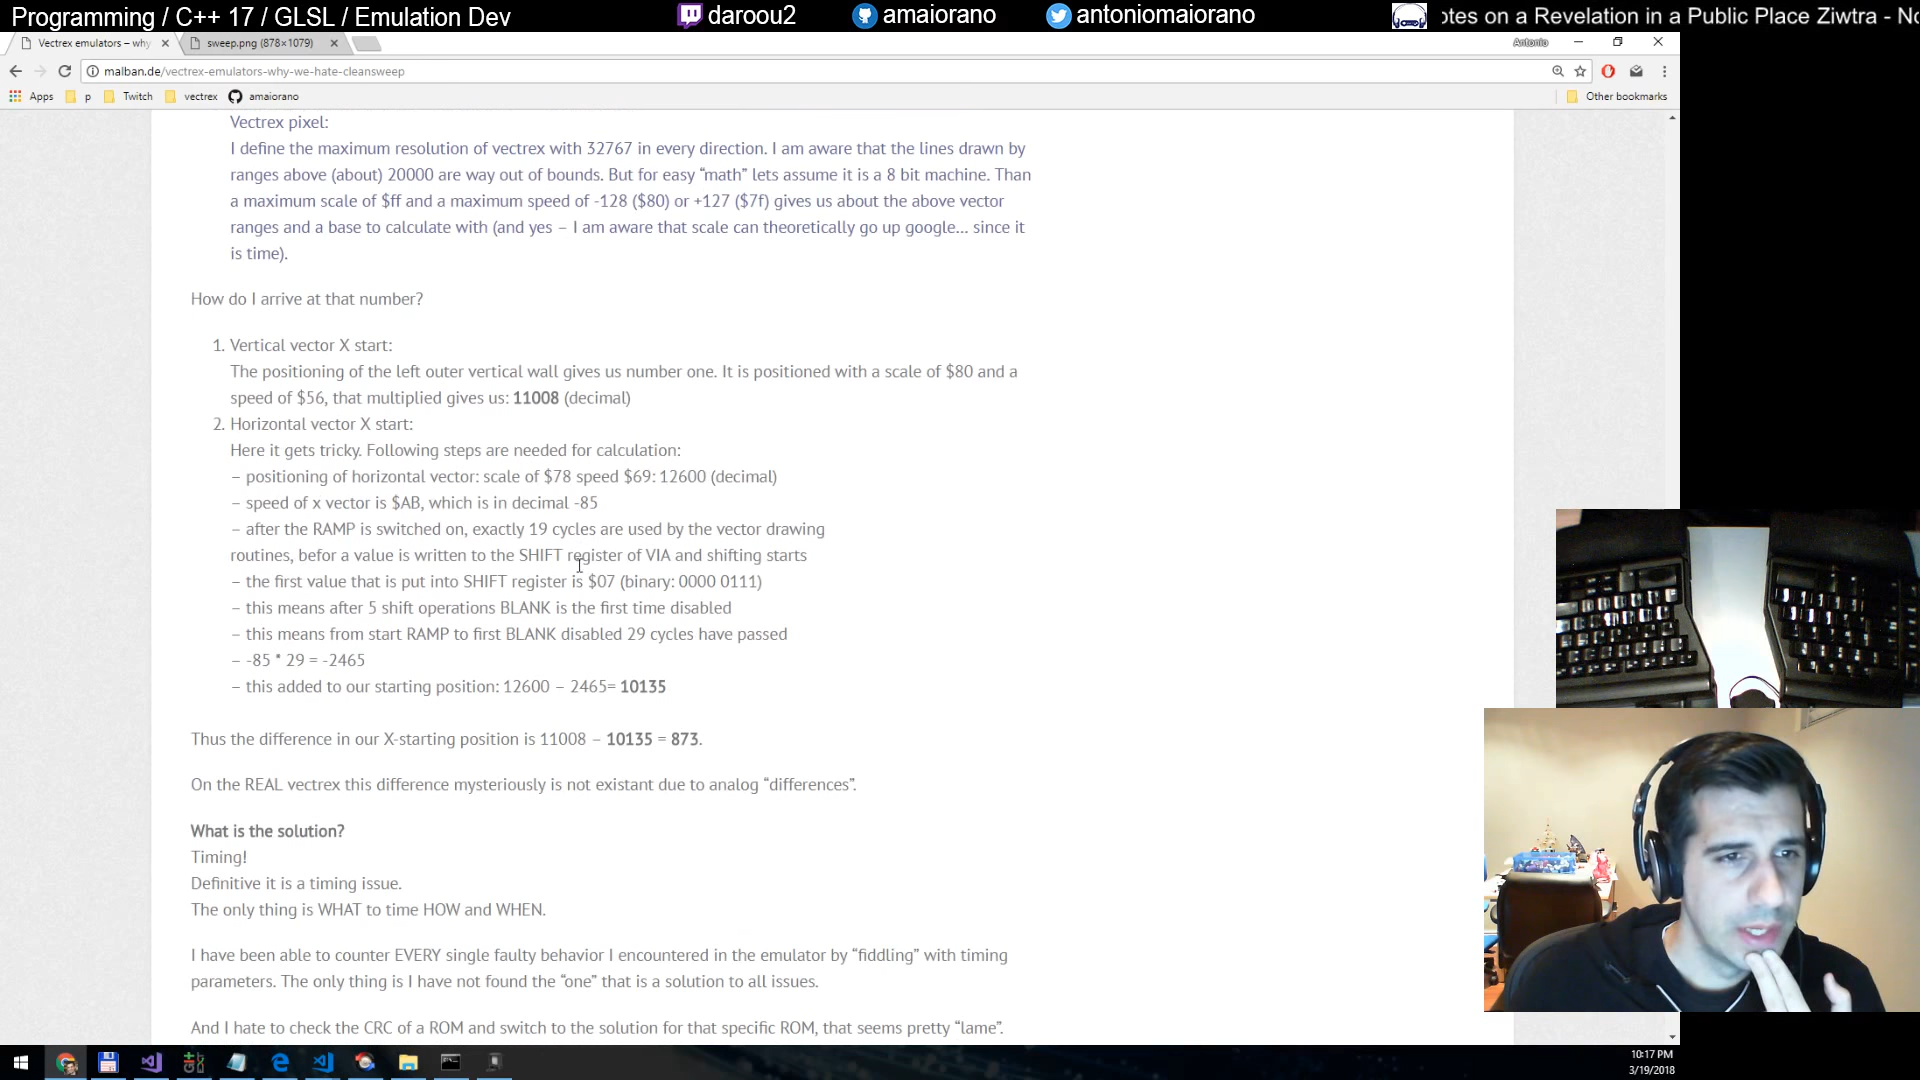 Programming / C++ 17 / GLSL / Emulation Dev
daroou2
amaiorano
antoniomaiorano
otes on a Revelation in a Public Place Ziwtra - No
Vectrex emulators – why
sweep.png (878×1079)
Antonio
malban.de/vectrex-emulators-why-we-hate-cleansweep
Apps
p
Twitch
vectrex
amaiorano
Other bookmarks
Vectrex pixel:
I define the maximum resolution of vectrex with 32767 in every direction. I am aware that the lines drawn by
ranges above (about) 20000 are way out of bounds. But for easy “math” lets assume it is a 8 bit machine. Than
a maximum scale of $ff and a maximum speed of -128 ($80) or +127 ($7f) gives us about the above vector
ranges and a base to calculate with (and yes – I am aware that scale can theoretically go up google… since it
is time).
How do I arrive at that number?
1. Vertical vector X start:
The positioning of the left outer vertical wall gives us number one. It is positioned with a scale of $80 and a
speed of $56, that multiplied gives us: 11008 (decimal)
2. Horizontal vector X start:
Here it gets tricky. Following steps are needed for calculation:
– positioning of horizontal vector: scale of $78 speed $69: 12600 (decimal)
– speed of x vector is $AB, which is in decimal -85
– after the RAMP is switched on, exactly 19 cycles are used by the vector drawing
routines, befor a value is written to the SHIFT register of VIA and shifting starts
– the first value that is put into SHIFT register is $07 (binary: 0000 0111)
– this means after 5 shift operations BLANK is the first time disabled
– this means from start RAMP to first BLANK disabled 29 cycles have passed
– -85 * 29 = -2465
– this added to our starting position: 12600 – 2465= 10135
Thus the difference in our X-starting position is 11008 – 10135 = 873.
On the REAL vectrex this difference mysteriously is not existant due to analog “differences”.
What is the solution?
Timing!
Definitive it is a timing issue.
The only thing is WHAT to time HOW and WHEN.
I have been able to counter EVERY single faulty behavior I encountered in the emulator by “fiddling” with timing
parameters. The only thing is I have not found the “one” that is a solution to all issues.
And I hate to check the CRC of a ROM and switch to the solution for that specific ROM, that seems pretty “lame”.
10:17 PM
3/19/2018